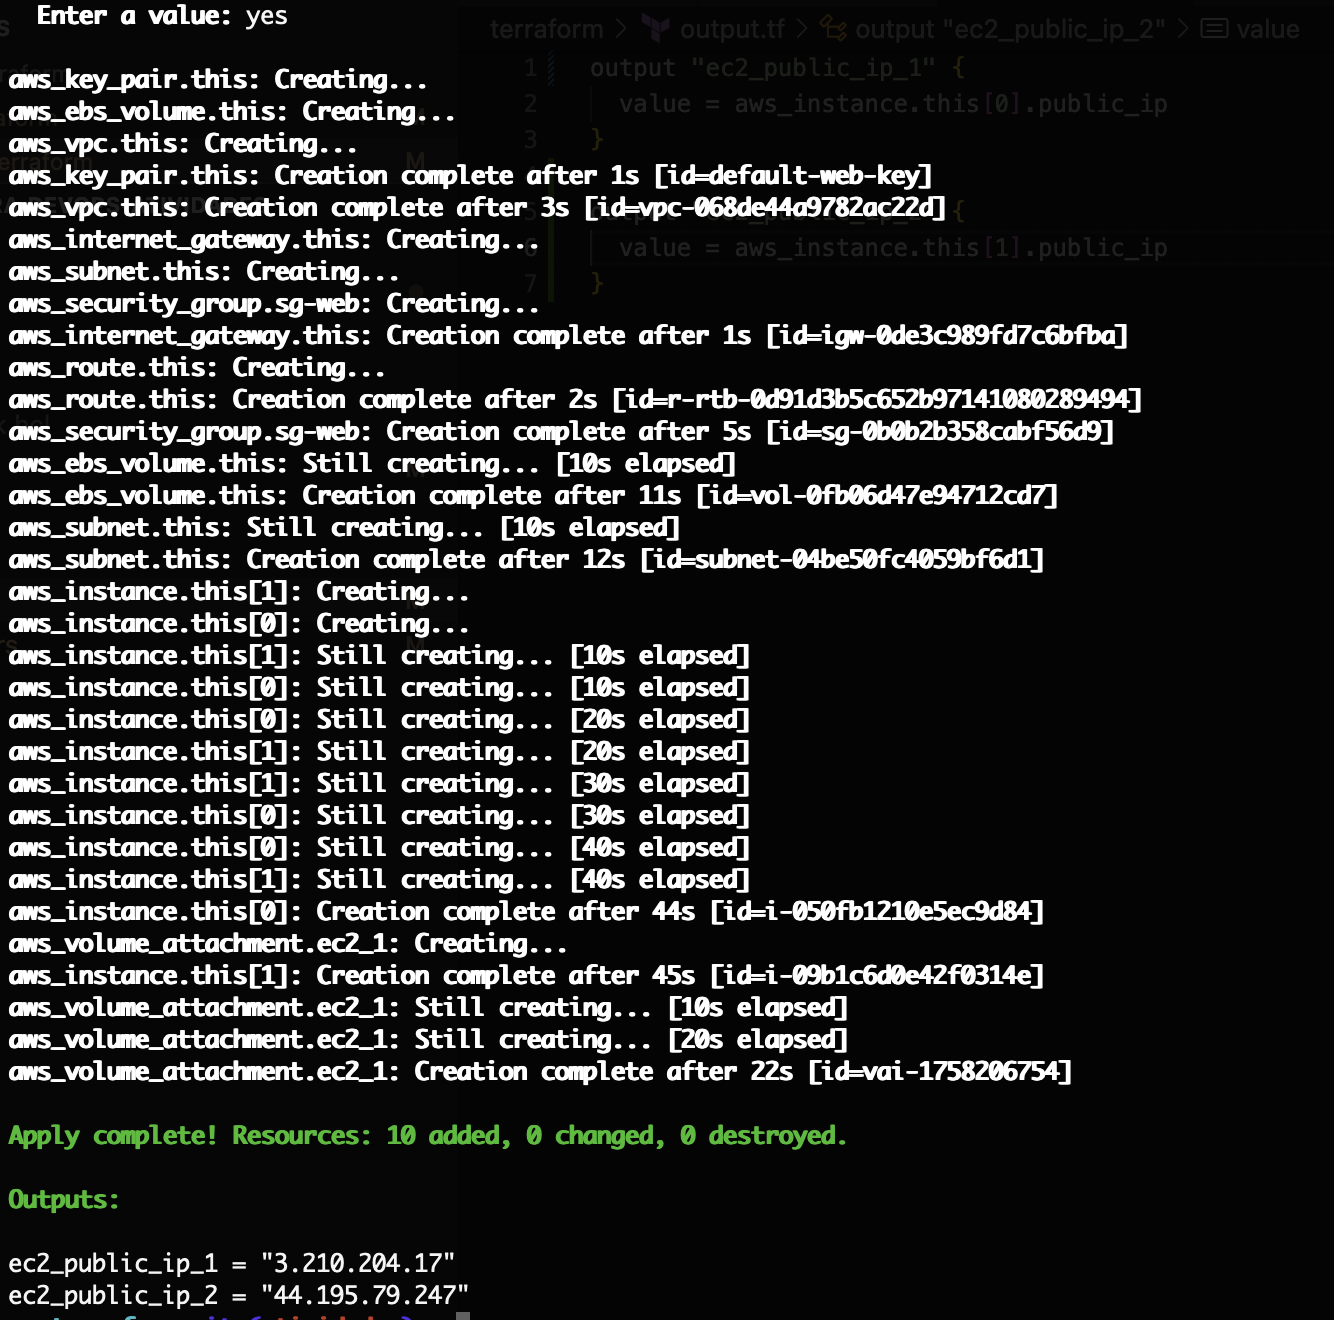 Enter a value: yes
terraform > output.tf > output "ec2_public_ip_2" > value
1 output "ec2_public_ip_1" {
2 value = aws_instance.this[0].public_ip
3 }
{
6 value = aws_instance.this[1].public_ip
7 }
aws_key_pair.this: Creating...
aws_ebs_volume.this: Creating...
aws_vpc.this: Creating...
aws_key_pair.this: Creation complete after 1s [id=default-web-key]
aws_vpc.this: Creation complete after 3s [id=vpc-068de44a9782ac22d]
aws_internet_gateway.this: Creating...
aws_subnet.this: Creating...
aws_security_group.sg-web: Creating...
aws_internet_gateway.this: Creation complete after 1s [id=igw-0de3c989fd7c6bfba]
aws_route.this: Creating...
aws_route.this: Creation complete after 2s [id=r-rtb-0d91d3b5c652b97141080289494]
aws_security_group.sg-web: Creation complete after 5s [id=sg-0b0b2b358cabf56d9]
aws_ebs_volume.this: Still creating... [10s elapsed]
aws_ebs_volume.this: Creation complete after 11s [id=vol-0fb06d47e94712cd7]
aws_subnet.this: Still creating... [10s elapsed]
aws_subnet.this: Creation complete after 12s [id=subnet-04be50fc4059bf6d1]
aws_instance.this[1]: Creating...
aws_instance.this[0]: Creating...
aws_instance.this[1]: Still creating... [10s elapsed]
aws_instance.this[0]: Still creating... [10s elapsed]
aws_instance.this[0]: Still creating... [20s elapsed]
aws_instance.this[1]: Still creating... [20s elapsed]
aws_instance.this[1]: Still creating... [30s elapsed]
aws_instance.this[0]: Still creating... [30s elapsed]
aws_instance.this[0]: Still creating... [40s elapsed]
aws_instance.this[1]: Still creating... [40s elapsed]
aws_instance.this[0]: Creation complete after 44s [id=i-050fb1210e5ec9d84]
aws_volume_attachment.ec2_1: Creating...
aws_instance.this[1]: Creation complete after 45s [id=i-09b1c6d0e42f0314e]
aws_volume_attachment.ec2_1: Still creating... [10s elapsed]
aws_volume_attachment.ec2_1: Still creating... [20s elapsed]
aws_volume_attachment.ec2_1: Creation complete after 22s [id=vai-1758206754]
Apply complete! Resources: 10 added, 0 changed, 0 destroyed.
Outputs:
ec2_public_ip_1 = "3.210.204.17"
ec2_public_ip_2 = "44.195.79.247"